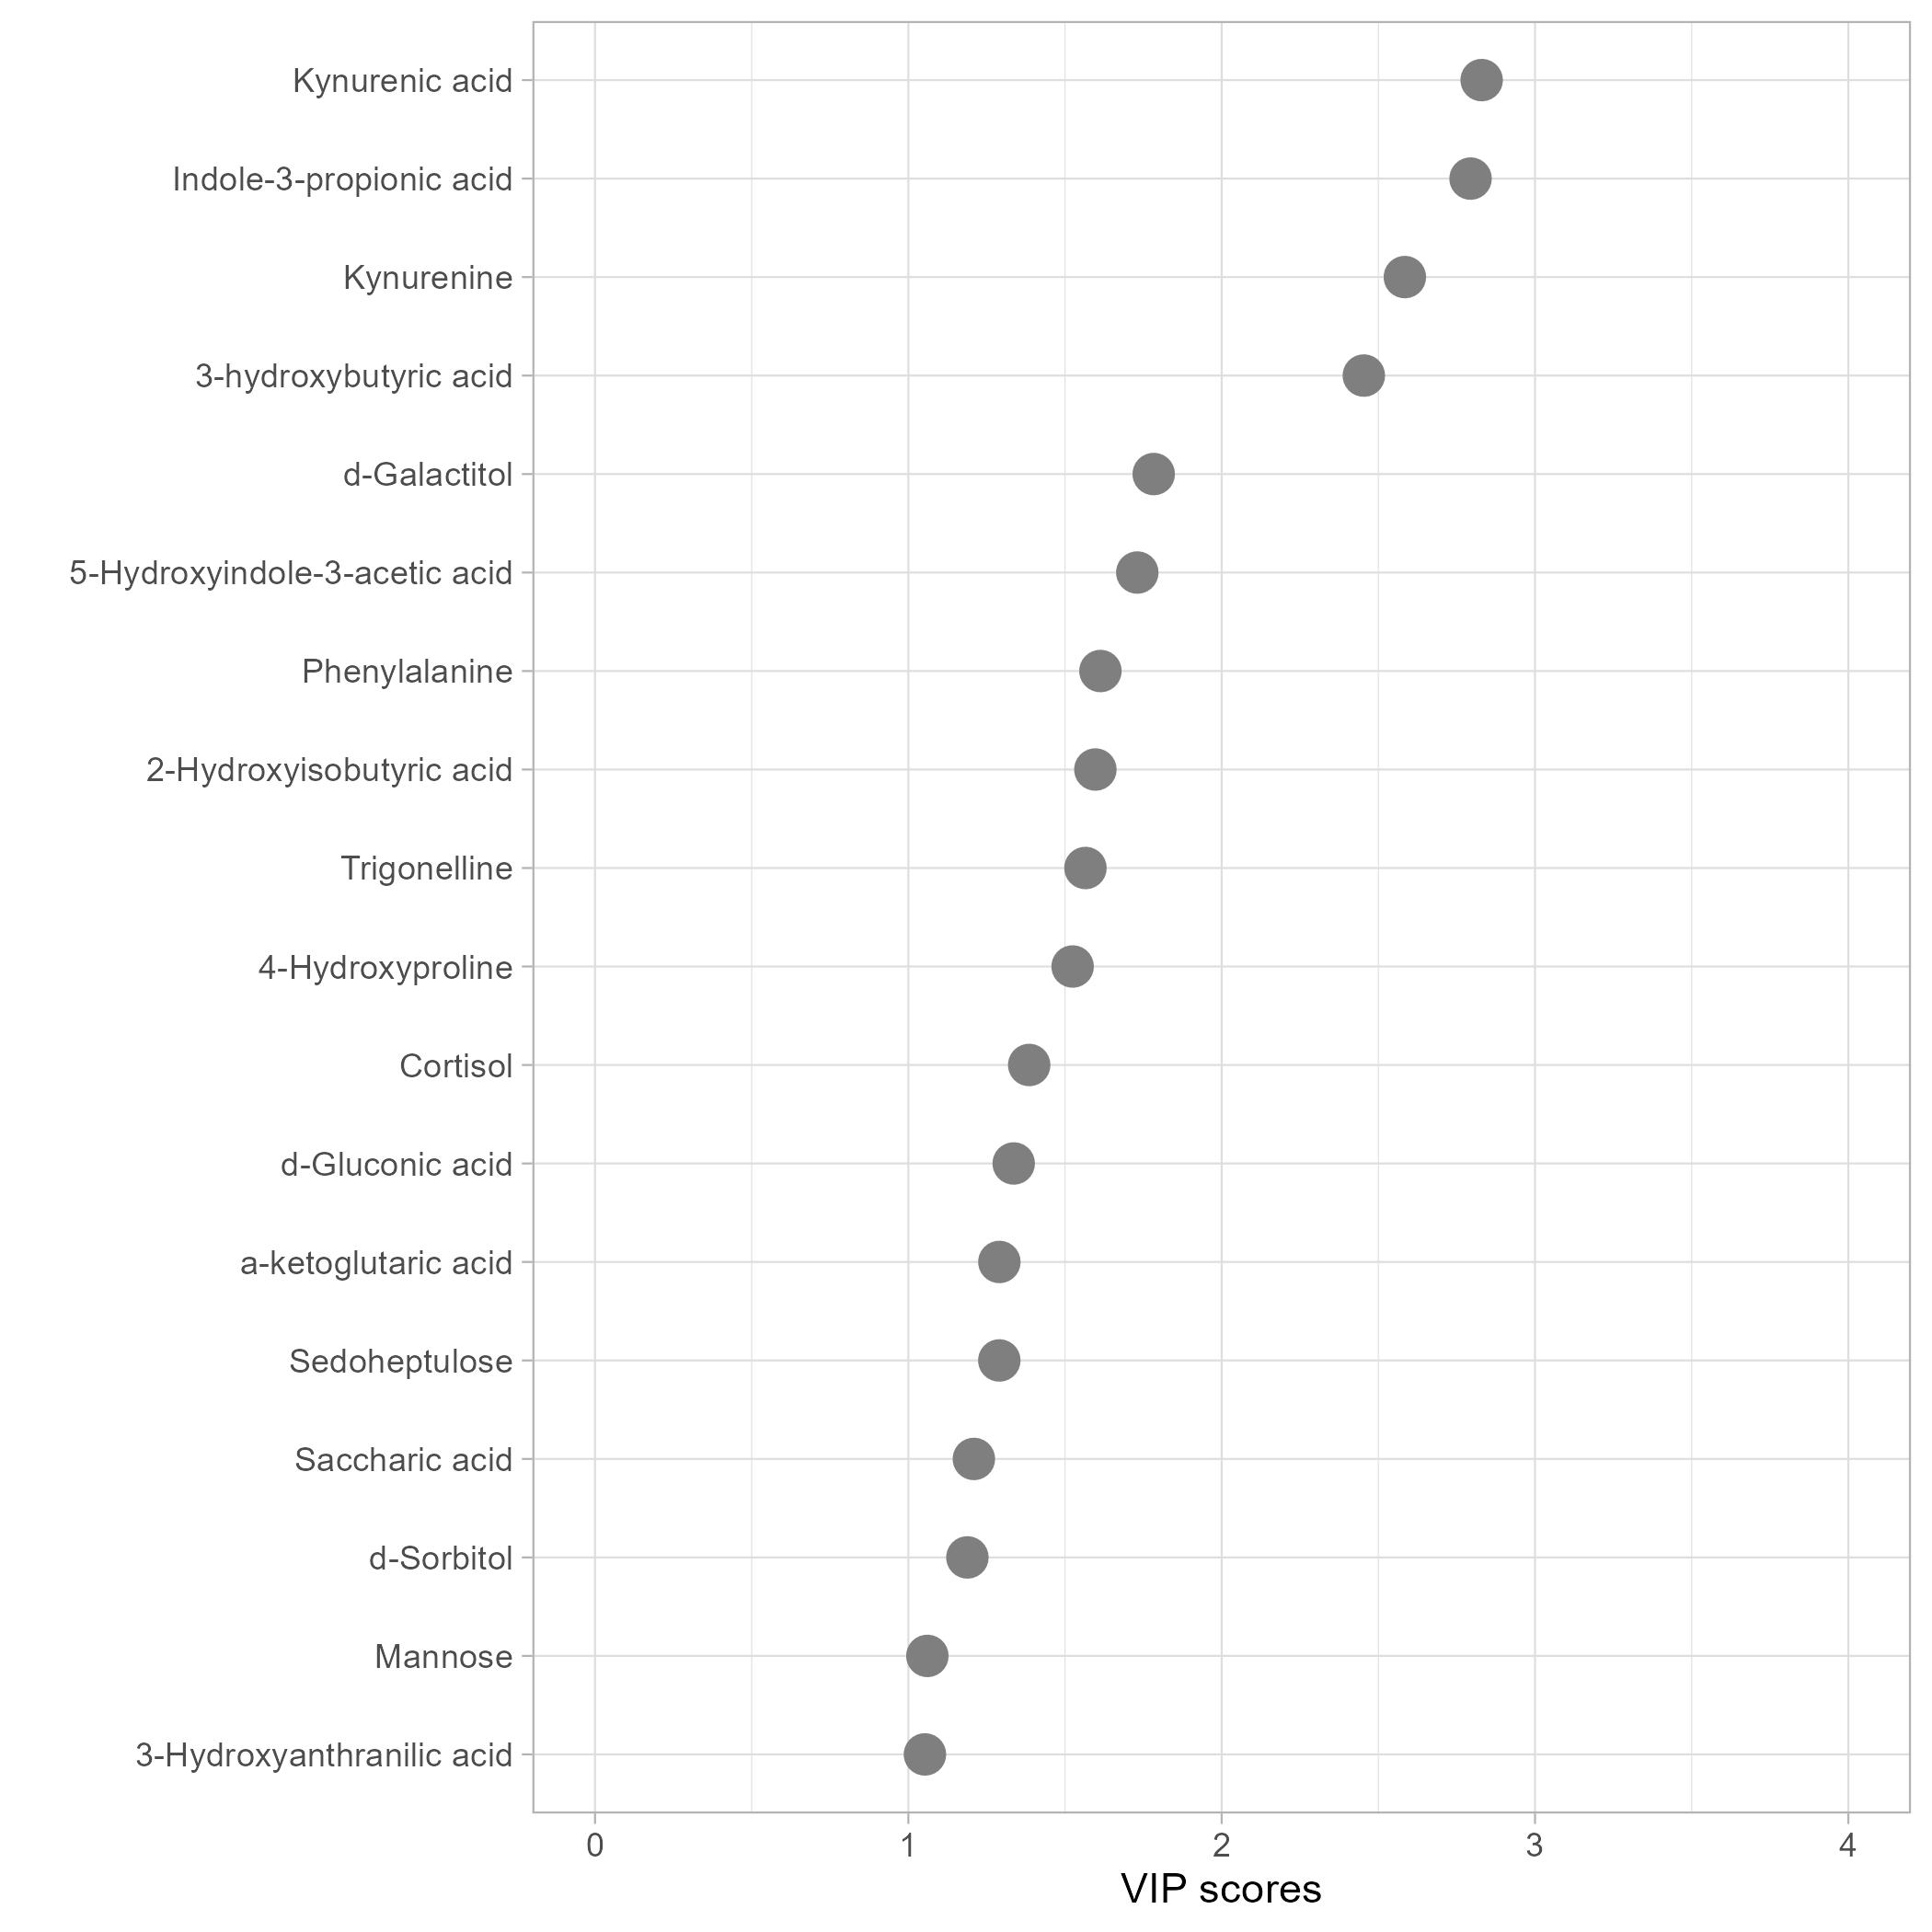 Kynurenic acid
Indole-3-propionic acid
Kynurenine
3-hydroxybutyric acid
d-Galactitol
5-Hydroxyindole-3-acetic acid
Phenylalanine
2-Hydroxyisobutyric acid
Trigonelline
4-Hydroxyproline
Cortisol
d-Gluconic acid
a-ketoglutaric acid
Sedoheptulose
Saccharic acid
d-Sorbitol
Mannose
3-Hydroxyanthranilic acid
0 1 2 3 4
VIP scores